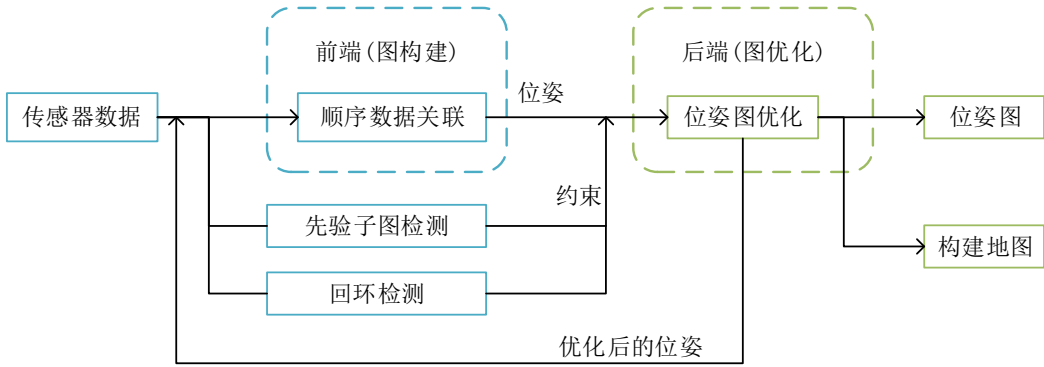 前端(图构建)
后端(图优化)
传感器数据
顺序数据关联
位姿
位姿图优化
位姿图
约束
先验子图检测
构建地图
回环检测
优化后的位姿